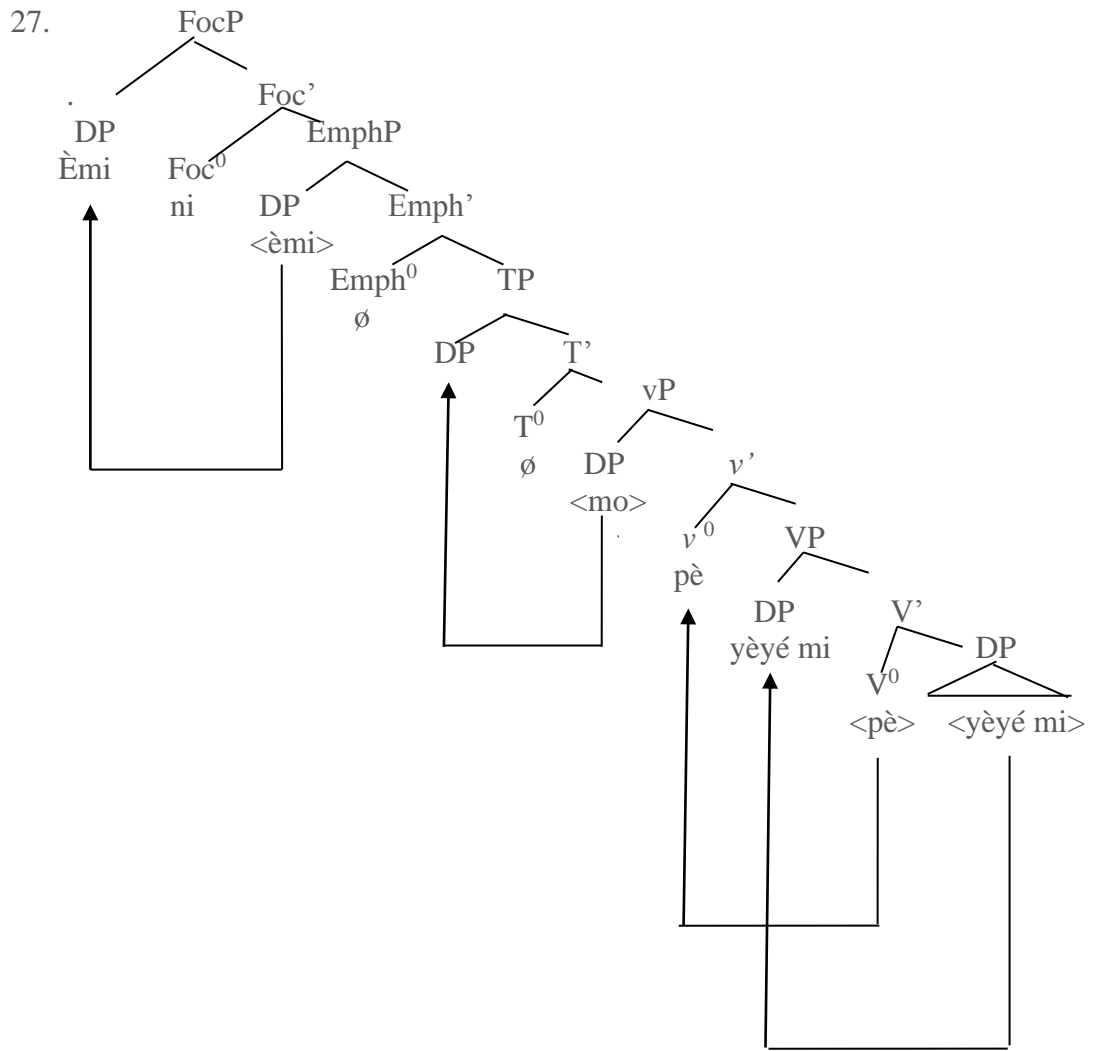 27. FocP
. Foc’
DP EmphP
Èmi Foc⁰
ni DP Emph’
<èmi>
Emph⁰ TP
ø
DP T’
vP
T⁰
ø DP v’
<mo>
v⁰ VP
pè
DP V’
yèyé mi DP
V⁰
<pè> <yèyé mi>